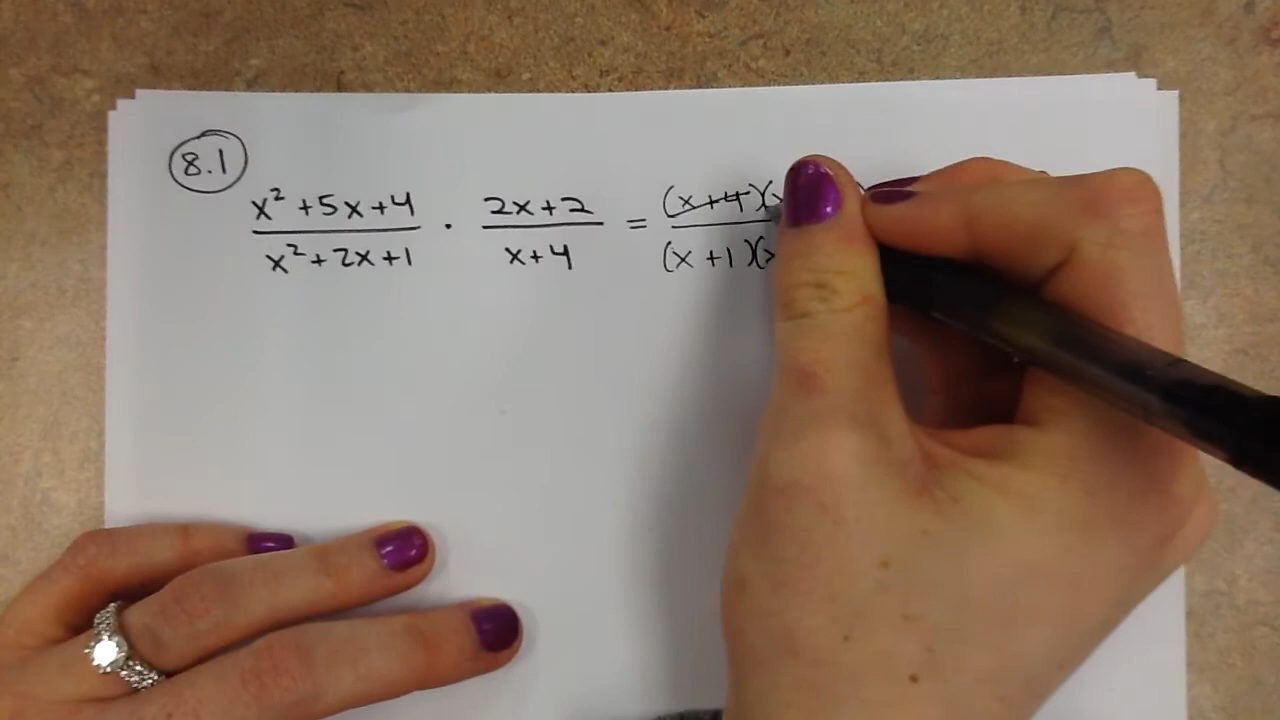 8.1
x² + 5x + 4 / x² + 2x + 1 · 2x + 2 / x + 4 = (x + 4)( / (x + 1)(